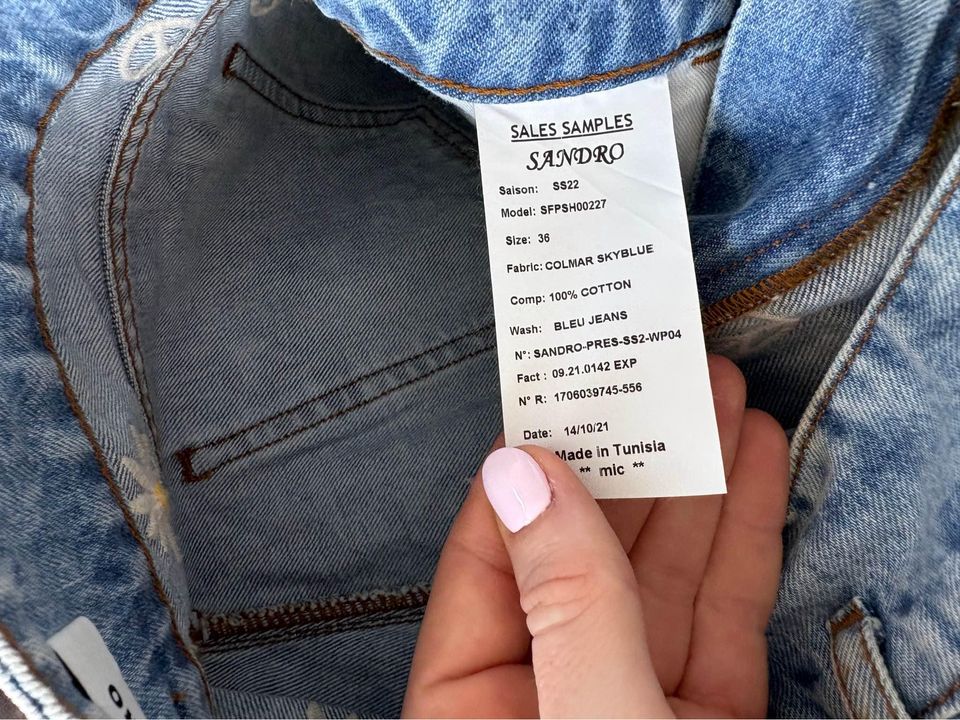 SALES SAMPLES
SANDRO
Saison: SS22
Model: SFPSH00227
Size: 36
Fabric: COLMAR SKYBLUE
Comp: 100% COTTON
Wash: BLEU JEANS
N°: SANDRO-PRES-SS2-WP04
Fact : 09.21.0142 EXP
N° R: 1706039745-556
Date: 14/10/21
Made in Tunisia
** mic **